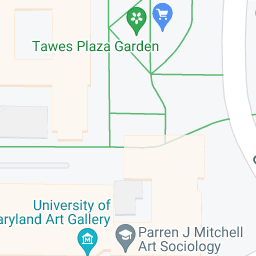 Tawes Plaza Garden
University of
aryland Art Gallery
Parren J Mitchell
Art Sociology